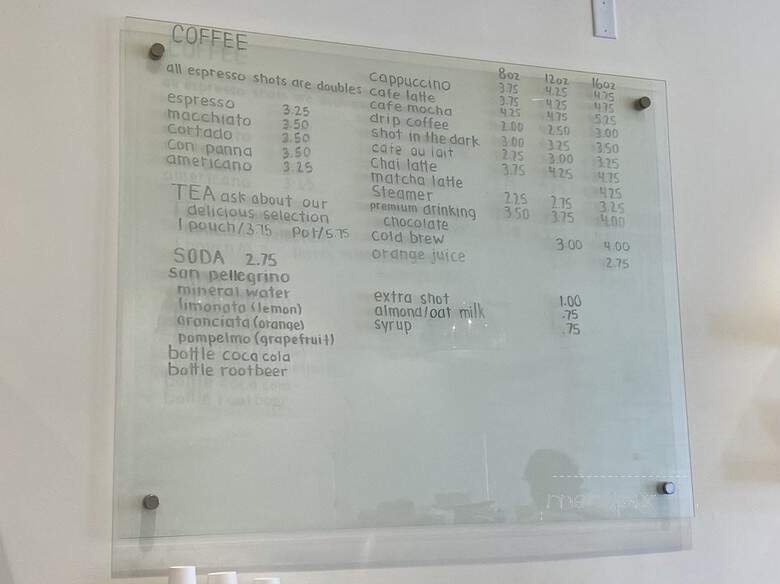 COFFEE
all espresso shots are doubles
espresso 3.25
macchiato 3.50
cortado 3.50
con panna 3.50
americano 3.25
TEA ask about our
delicious selection
1 pouch/3.75 Pot/5.75
SODA 2.75
san pellegrino
mineral water
limonata (lemon)
aranciata (orange)
pompelmo (grapefruit)
bottle coca cola
bottle rootbeer
8oz 12oz 16oz
cappuccino 3.75 4.25 4.75
cafe latte 3.75 4.25 4.75
cafe mocha 4.25 4.75 5.25
drip coffee 2.00 2.50 3.00
shot in the dark 3.00 3.25 3.50
cafe au lait 2.75 3.00 3.25
chai latte 3.75 4.25 4.75
matcha latte 4.25
Steamer 2.25 2.75 3.25
premium drinking 3.50 3.75 4.00
chocolate
cold brew 3.00 4.00
orange juice 2.75
extra shot 1.00
almond/oat milk .75
syrup .75